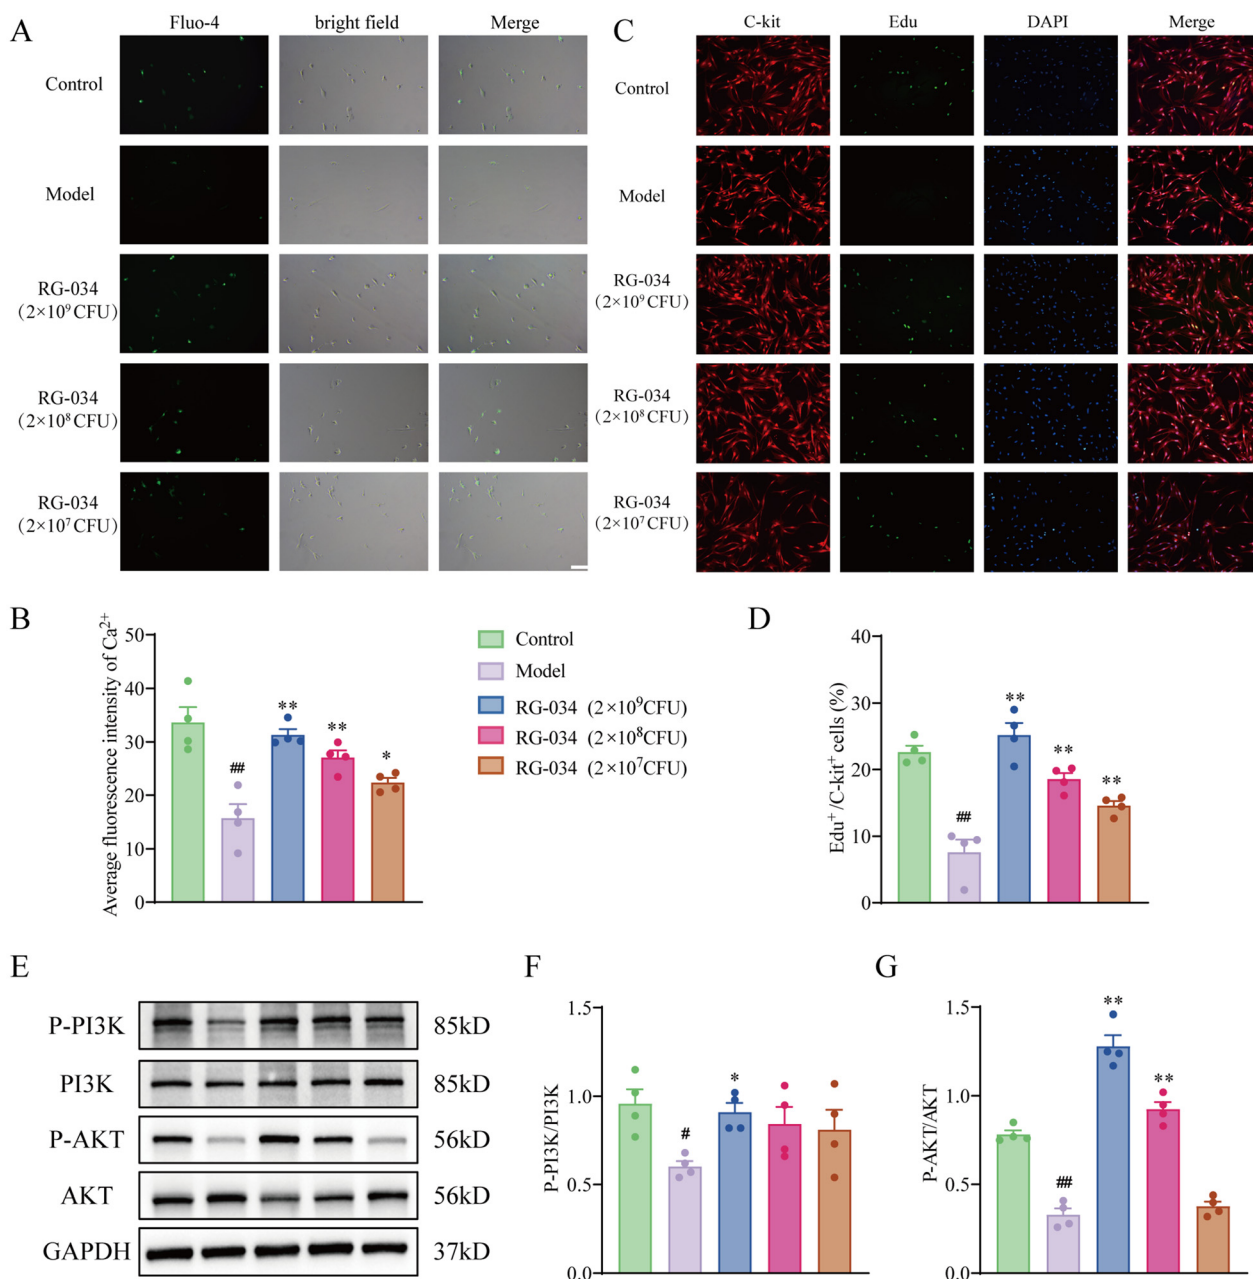 A
Fluo-4
bright field
Merge
Control
Model
RG-034
(2×10⁹CFU)
RG-034
(2×10⁸CFU)
RG-034
(2×10⁷CFU)
C
C-kit
Edu
DAPI
Merge
Control
Model
RG-034
(2×10⁹CFU)
RG-034
(2×10⁸CFU)
RG-034
(2×10⁷CFU)
B
Average fluorescence intensity of Ca²⁺
50
40
30
20
10
0
##
**
**
*
Control
Model
RG-034 (2×10⁹CFU)
RG-034 (2×10⁸CFU)
RG-034 (2×10⁷CFU)
D
Edu⁺/C-kit⁺ cells (%)
40
30
20
10
0
##
**
**
**
E
P-PI3K 85kD
PI3K 85kD
P-AKT 56kD
AKT 56kD
GAPDH 37kD
F
P-PI3K/PI3K
1.5
1.0
0.5
0.0
#
*
G
P-AKT/AKT
1.5
1.0
0.5
0.0
##
**
**